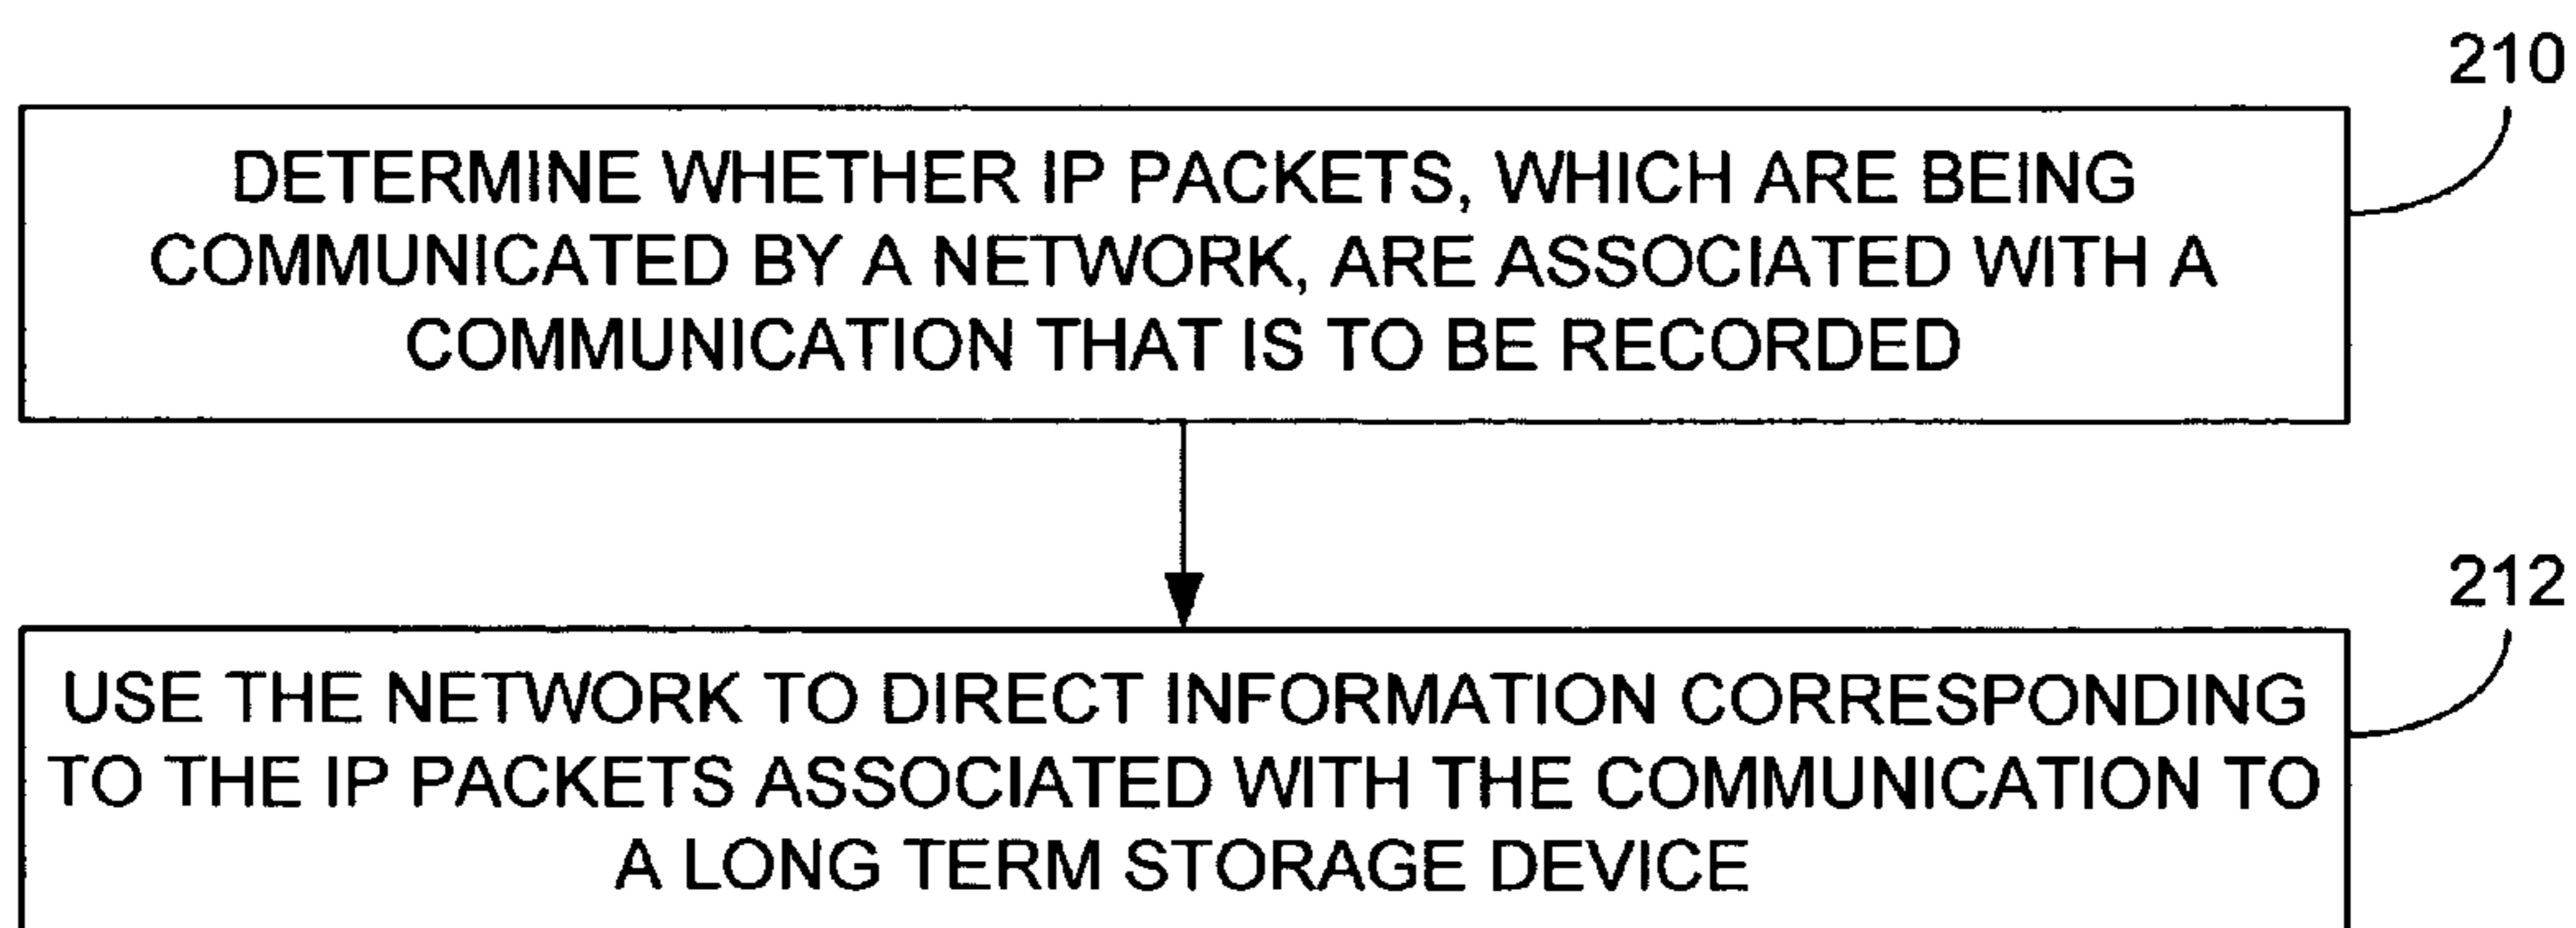 210
DETERMINE WHETHER IP PACKETS, WHICH ARE BEING
COMMUNICATED BY A NETWORK, ARE ASSOCIATED WITH A
COMMUNICATION THAT IS TO BE RECORDED
212
USE THE NETWORK TO DIRECT INFORMATION CORRESPONDING
TO THE IP PACKETS ASSOCIATED WITH THE COMMUNICATION TO
A LONG TERM STORAGE DEVICE